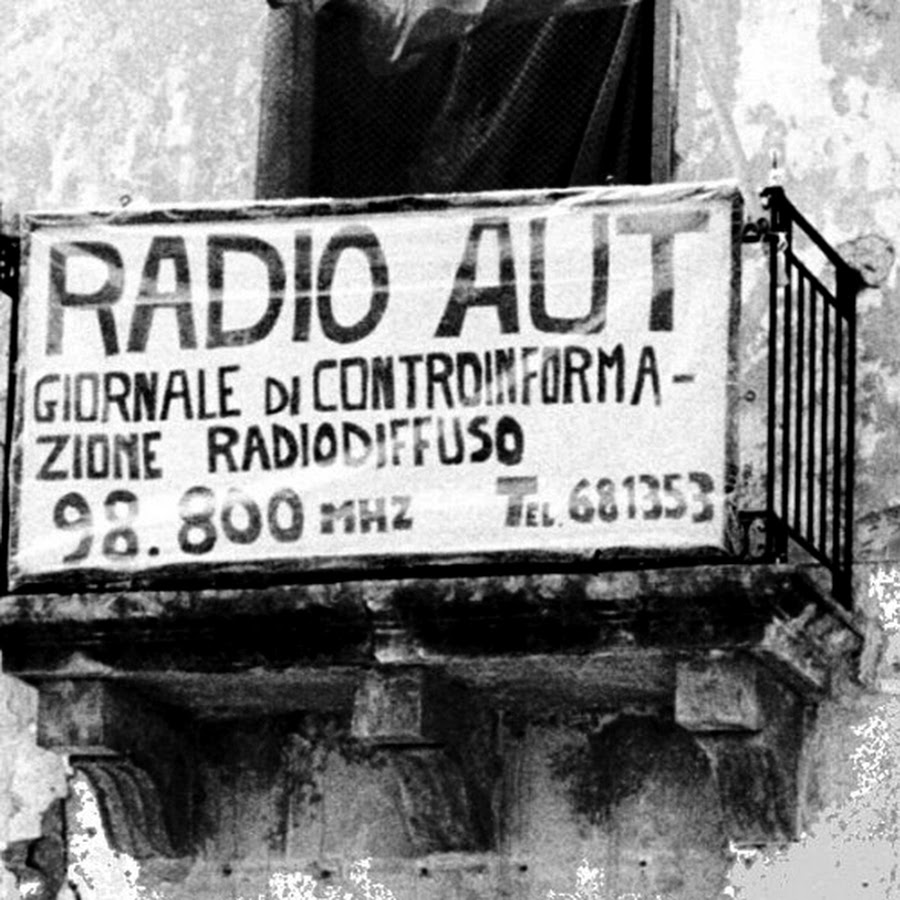 RADIO AUT
GIORNALE DI CONTROINFORMA-
ZIONE RADIODIFFUSO
98.800 MHZ TEL. 681353